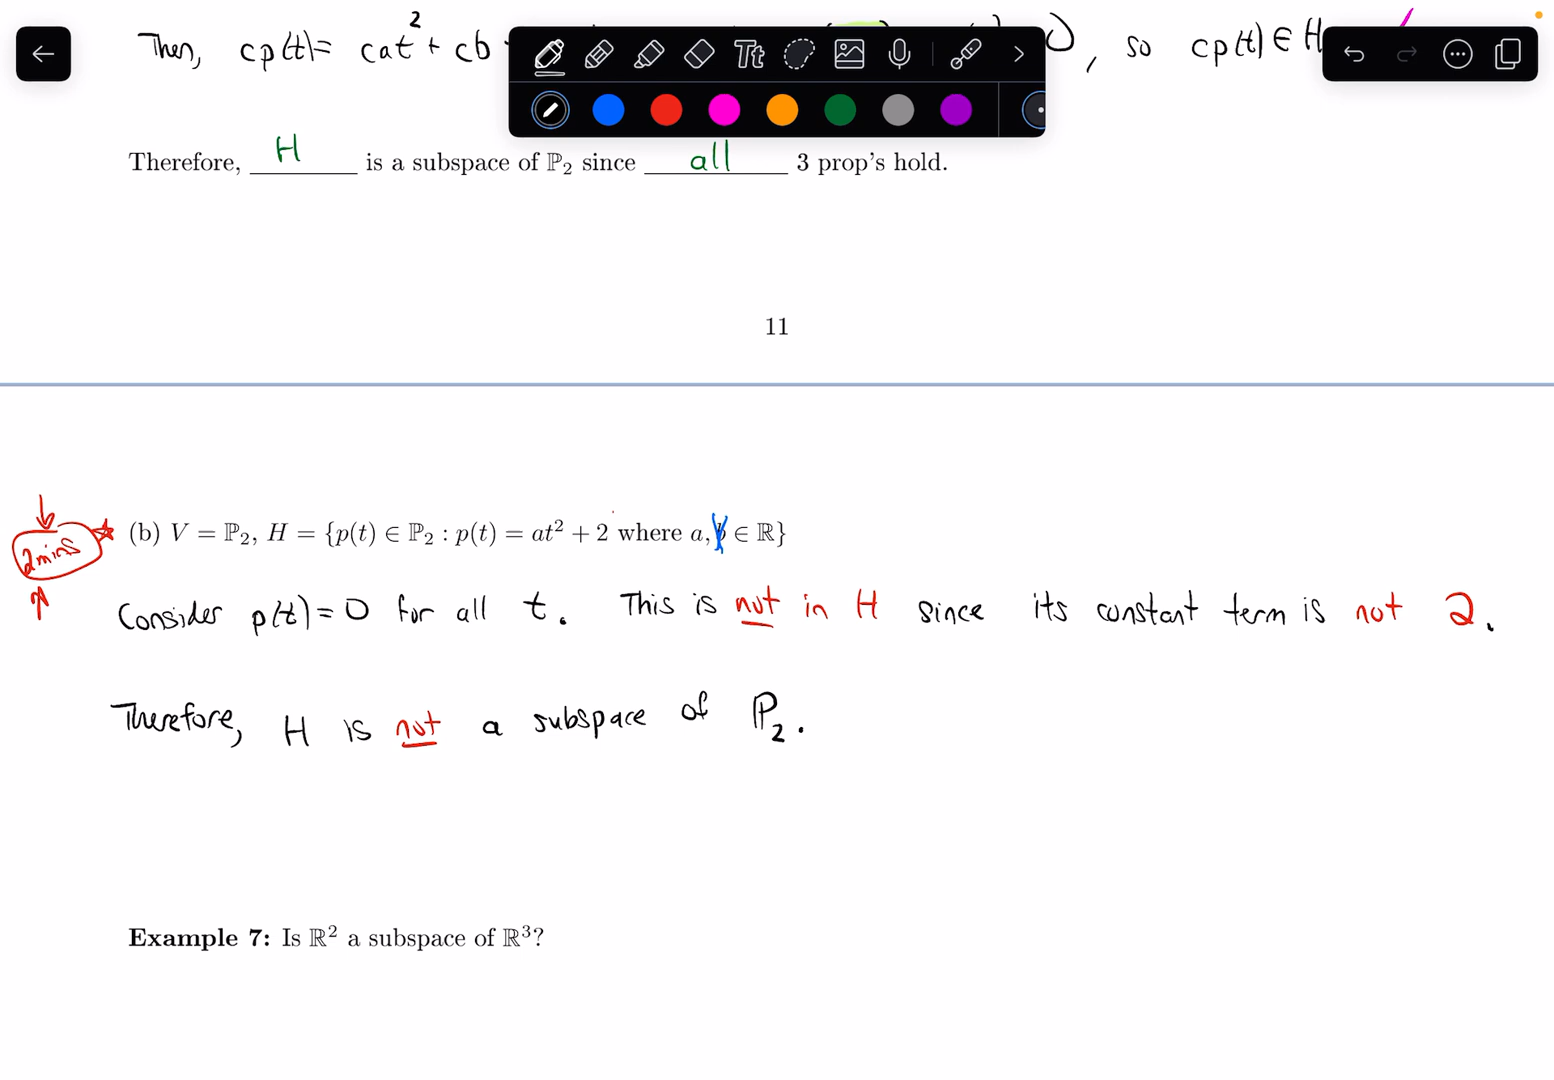 Then, cp(t)= cat² + cb 0, so cp(t) ∈ H
Tt
Therefore, H is a subspace of ℙ₂ since all 3 prop's hold.
11
2 mins
(b) V = ℙ₂, H = {p(t) ∈ ℙ₂ : p(t) = at² + 2 where a, b ∈ ℝ}
Consider p(t) = 0 for all t. This is not in H since its constant term is not 2.
Therefore, H is not a subspace of ℙ₂.
Example 7: Is ℝ² a subspace of ℝ³?